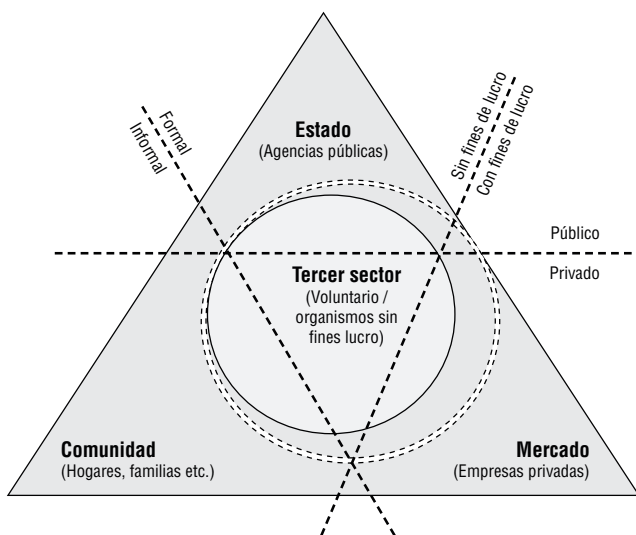 Formal
Informal
Sin fines de lucro
Con fines de lucro
Estado
(Agencias públicas)
Público
Privado
Tercer sector
(Voluntario /
organismos sin
fines lucro)
Comunidad
(Hogares, familias etc.)
Mercado
(Empresas privadas)